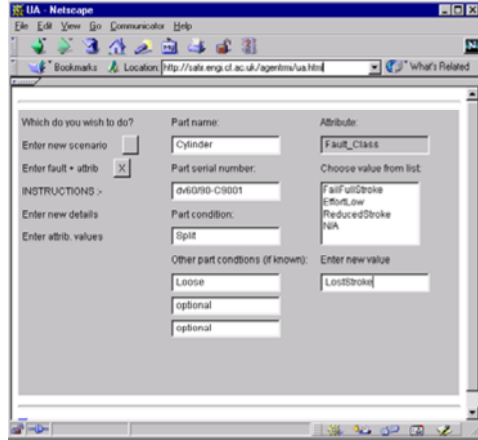 UA - Netscape
File Edit View Go Communicator Help
Bookmarks Location: http://satx.engi.cf.ac.uk/agentmx/ua.html What's Related
Which do you wish to do?
Enter new scenario
Enter fault + attrib X
INSTRUCTIONS :-
Enter new details
Enter attrib. values
Part name:
Cylinder
Part serial number:
dv60/90-C9001
Part condition:
Split
Other part condtions (if known):
Loose
optional
optional
Attribute:
Fault_Class
Choose value from list:
FailFullStroke
EffortLow
ReducedStroke
N/A
Enter new value
LostStroke